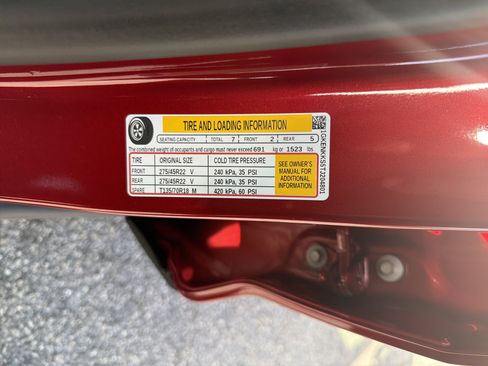 TIRE AND LOADING INFORMATION
SEATING CAPACITY TOTAL 7 FRONT 2 REAR 5
The combined weight of occupants and cargo must never exceed 691 kg or 1523 lbs
TIRE ORIGINAL SIZE COLD TIRE PRESSURE
FRONT 275/45R22 V 240 kPa, 35 PSI
REAR 275/45R22 V 240 kPa, 35 PSI
SPARE T135/70R18 M 420 kPa, 60 PSI
SEE OWNER'S
MANUAL FOR
ADDITIONAL
INFORMATION